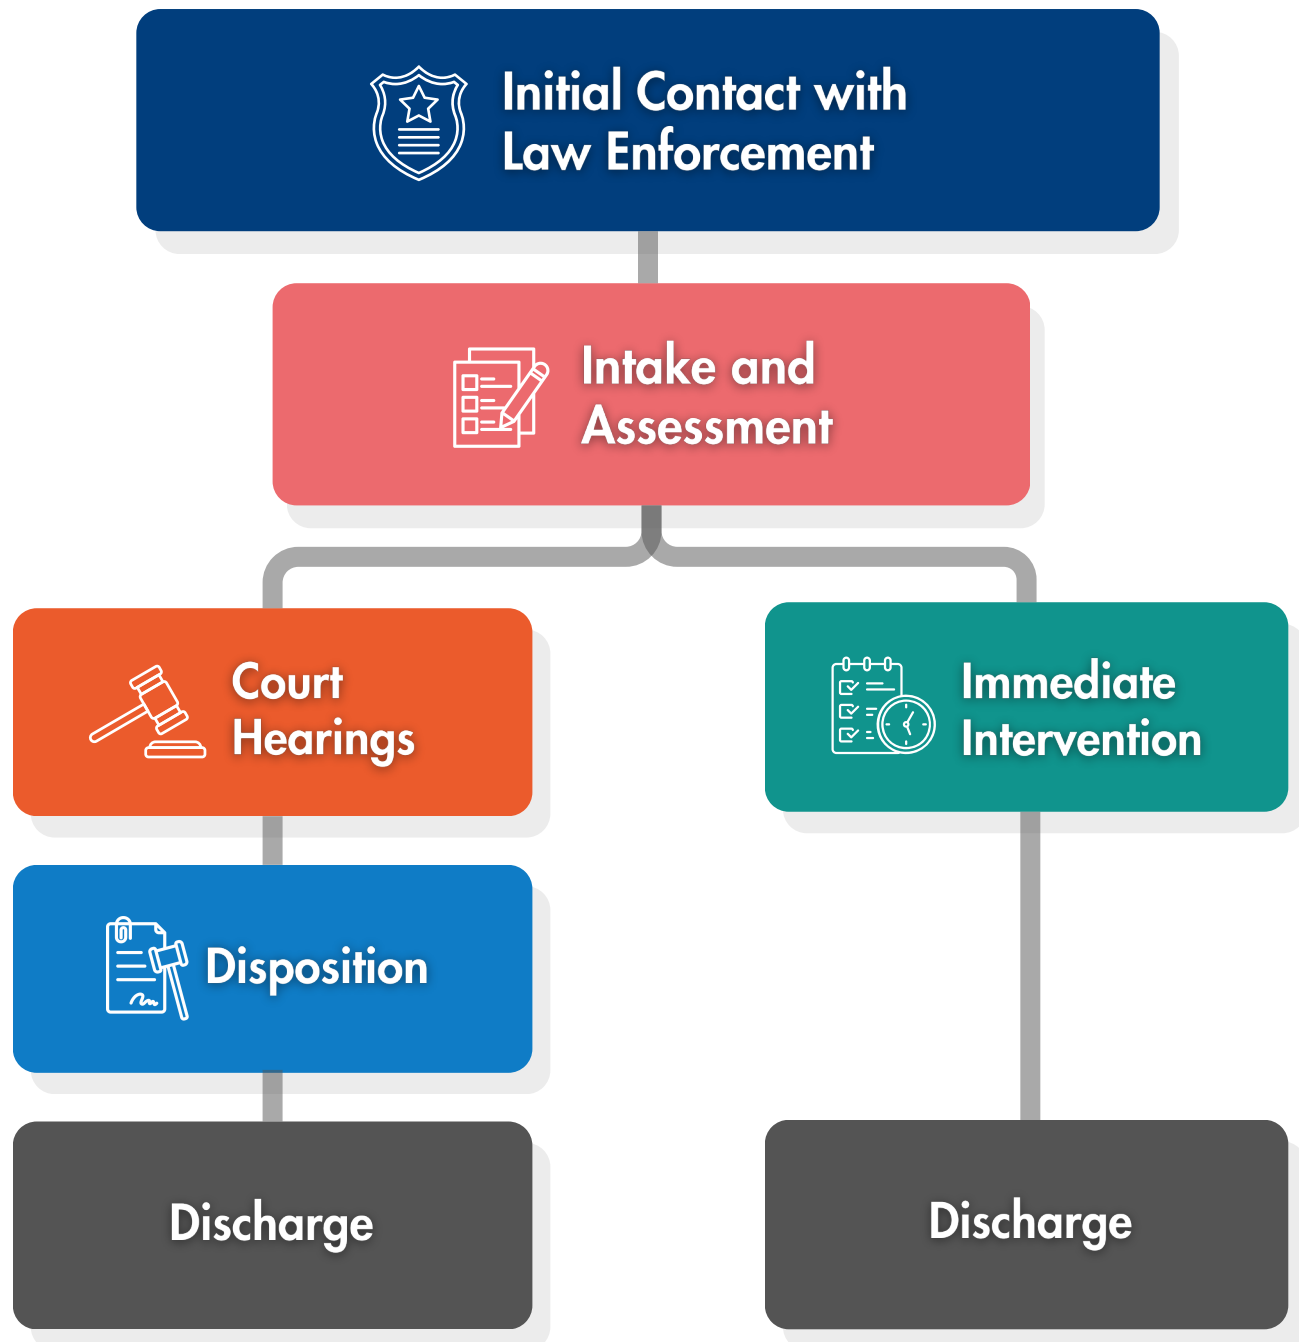 Initial Contact with
Law Enforcement
Intake and
Assessment
Court
Hearings
Immediate
Intervention
Disposition
Discharge
Discharge